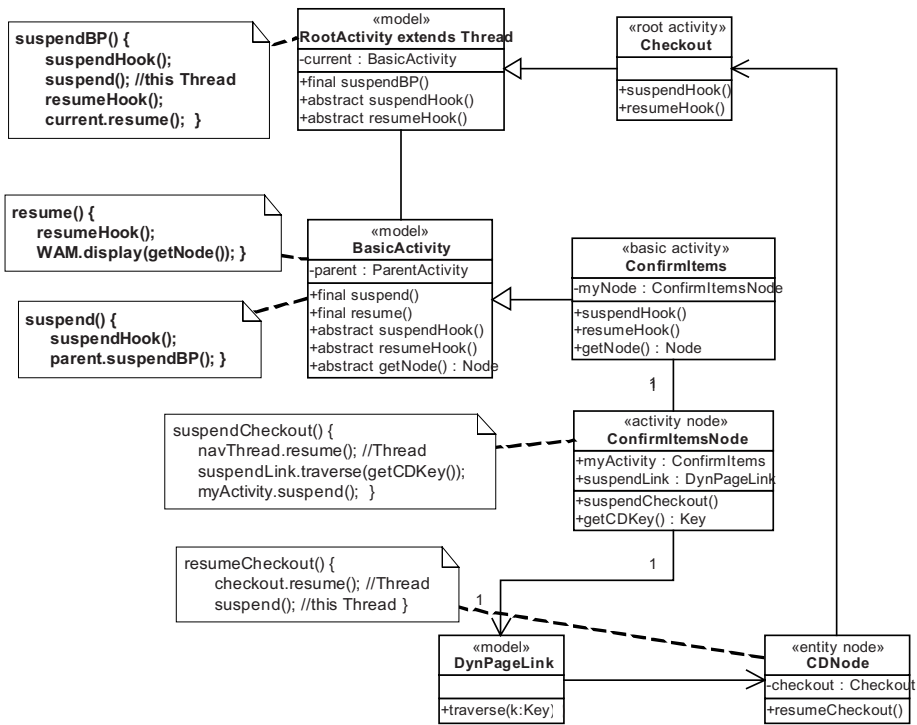 suspendBP() {
suspendHook();
suspend(); //this Thread
resumeHook();
current.resume(); }
«model»
RootActivity extends Thread
-current : BasicActivity
+final suspendBP()
+abstract suspendHook()
+abstract resumeHook()
«root activity»
Checkout
+suspendHook()
+resumeHook()
resume() {
resumeHook();
WAM.display(getNode()); }
suspend() {
suspendHook();
parent.suspendBP(); }
«model»
BasicActivity
-parent : ParentActivity
+final suspend()
+final resume()
+abstract suspendHook()
+abstract resumeHook()
+abstract getNode() : Node
«basic activity»
ConfirmItems
-myNode : ConfirmItemsNode
+suspendHook()
+resumeHook()
+getNode() : Node
1
suspendCheckout() {
navThread.resume(); //Thread
suspendLink.traverse(getCDKey());
myActivity.suspend(); }
«activity node»
ConfirmItemsNode
+myActivity : ConfirmItems
+suspendLink : DynPageLink
+suspendCheckout()
+getCDKey() : Key
1
resumeCheckout() {
checkout.resume(); //Thread
suspend(); //this Thread }
1
«model»
DynPageLink
+traverse(k:Key)
«entity node»
CDNode
-checkout : Checkout
+resumeCheckout()